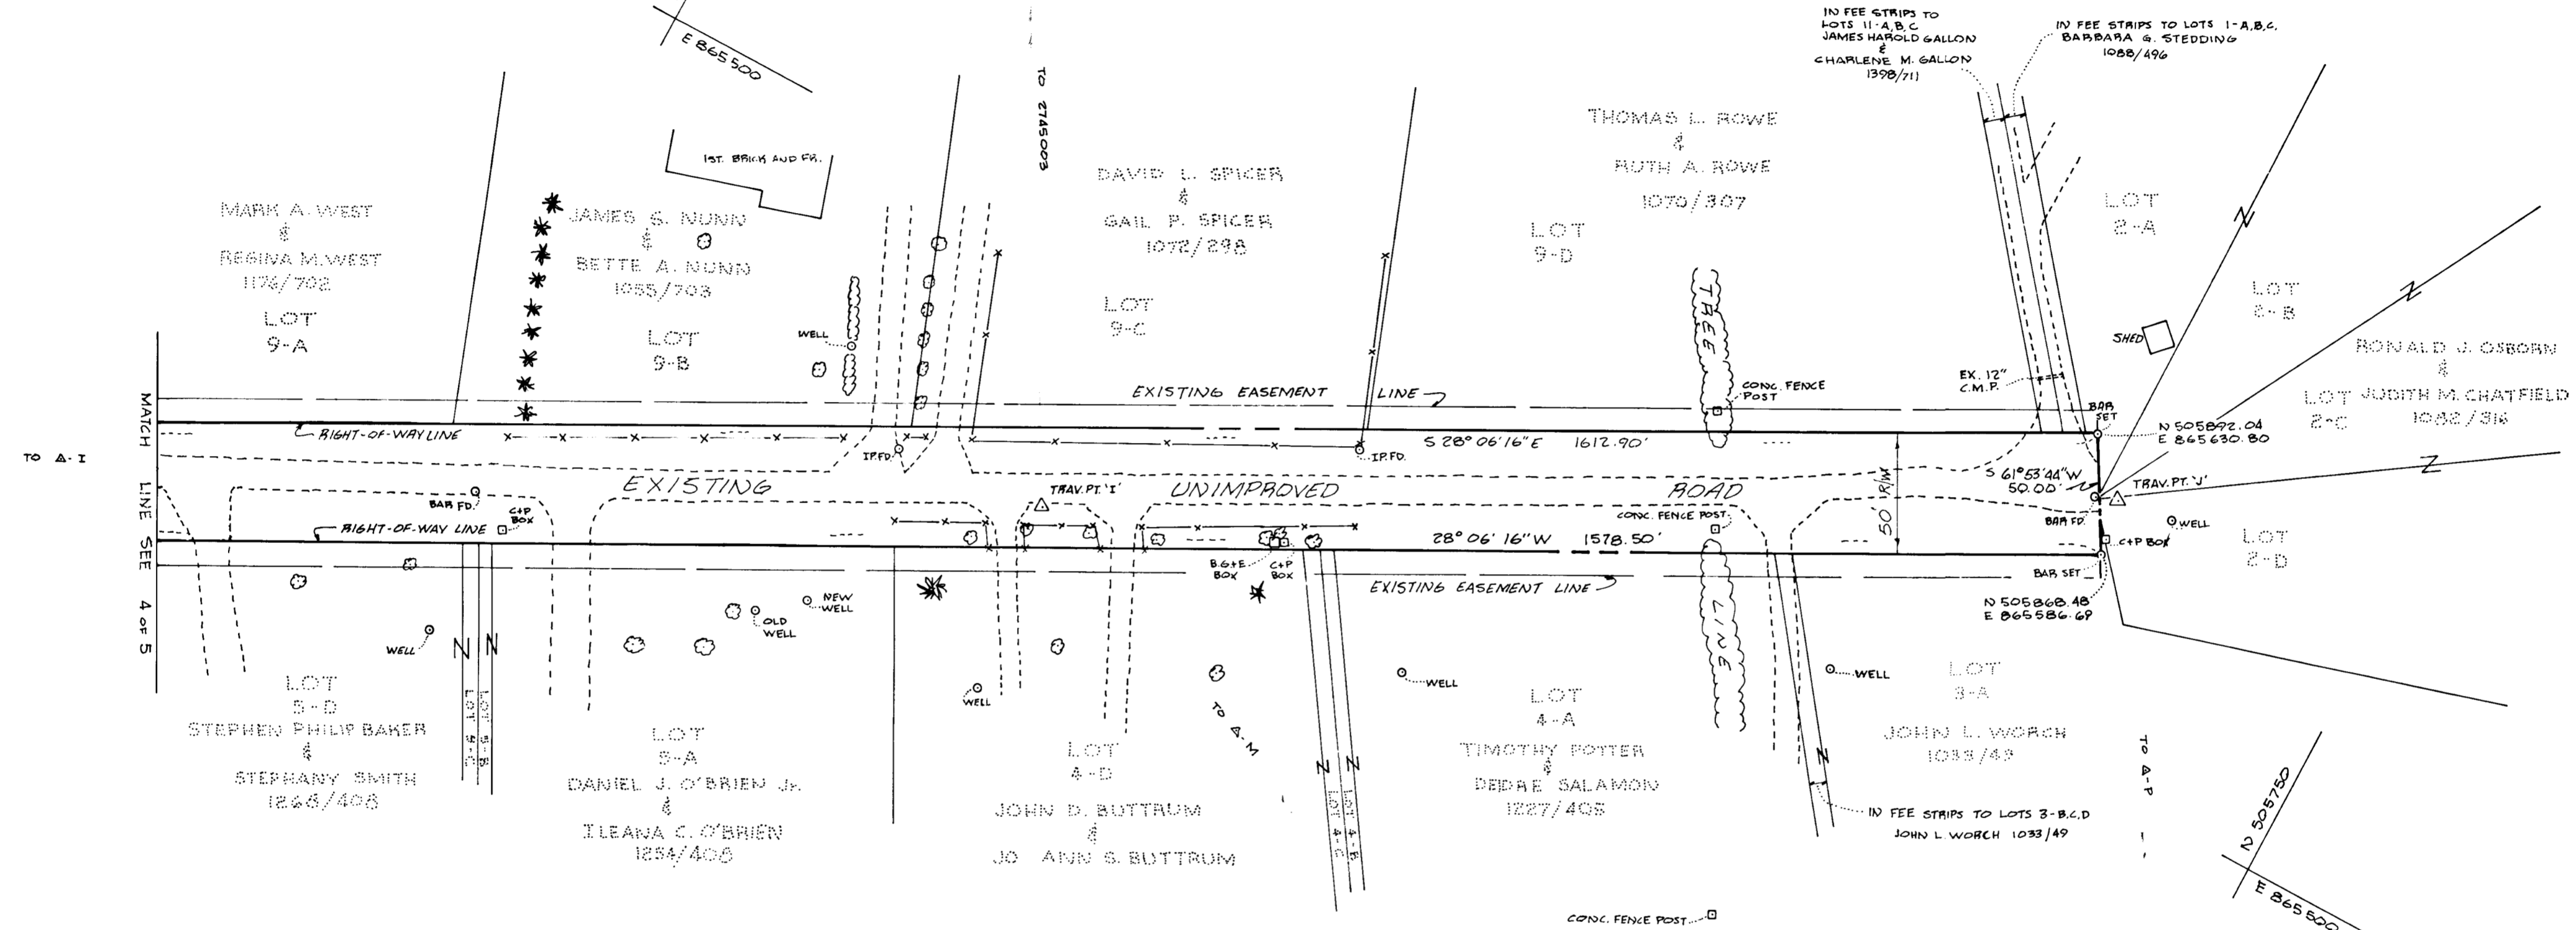 E 865500
TO 2745003
IN FEE STRIPS TO
LOTS 11-A,B,C
JAMES HAROLD GALLON
&
CHARLENE M. GALLON
1398/711
IN FEE STRIPS TO LOTS 1-A,B,C,
BARBARA G. STEDDING
1088/496
MARK A. WEST
&
REGINA M. WEST
1176/702
LOT
9-A
1ST. BRICK AND FR.
JAMES S. NUNN
&
BETTE A. NUNN
1055/703
LOT
9-B
WELL
DAVID L. SPICER
&
GAIL P. SPICER
1072/298
LOT
9-C
THOMAS L. ROWE
&
RUTH A. ROWE
1070/307
LOT
9-D
TREE
CONC. FENCE
POST
EX. 12"
C.M.P.
LOT
2-A
LOT
2-B
SHED
RONALD J. OSBORN
&
JUDITH M. CHATFIELD
1082/316
LOT
2-C
BAR
SET
N 505892.04
E 865630.80
EXISTING EASEMENT LINE
MATCH LINE SEE 4 OF 5
TO Δ-I
RIGHT-OF-WAY LINE
I.P.FD.
I.P.FD.
S 28° 06' 16" E 1612.90'
S 61° 53' 44" W
50.00'
TRAV. PT. 'J'
EXISTING UNIMPROVED ROAD
TRAV. PT. 'I'
50' R/W
BAR FD.
C+P
BOX
RIGHT-OF-WAY LINE
CONC. FENCE POST
28° 06' 16" W 1578.50'
BAR FD.
WELL
C+P BOX
LOT
2-D
B.G+E
BOX
C+P
BOX
BAR SET
EXISTING EASEMENT LINE
N 505868.48
E 865586.69
WELL
OLD
WELL
NEW
WELL
WELL
WELL
WELL
LINE
LOT
5-D
STEPHEN PHILIP BAKER
&
STEPHANY SMITH
1268/408
LOT 5-C
LOT 5-B
LOT
5-A
DANIEL J. O'BRIEN Jr.
&
ILEANA C. O'BRIEN
1254/408
LOT
4-D
JOHN D. BUTTRUM
&
JO ANN S. BUTTRUM
TO Δ-M
LOT 4-C
LOT 4-B
LOT
4-A
TIMOTHY POTTER
&
DEIDRE SALAMON
1227/405
LOT
3-A
JOHN L. WORCH
1033/49
IN FEE STRIPS TO LOTS 3-B,C,D
JOHN L. WORCH 1033/49
TO Δ-P
N 505750
E 865500
CONC. FENCE POST